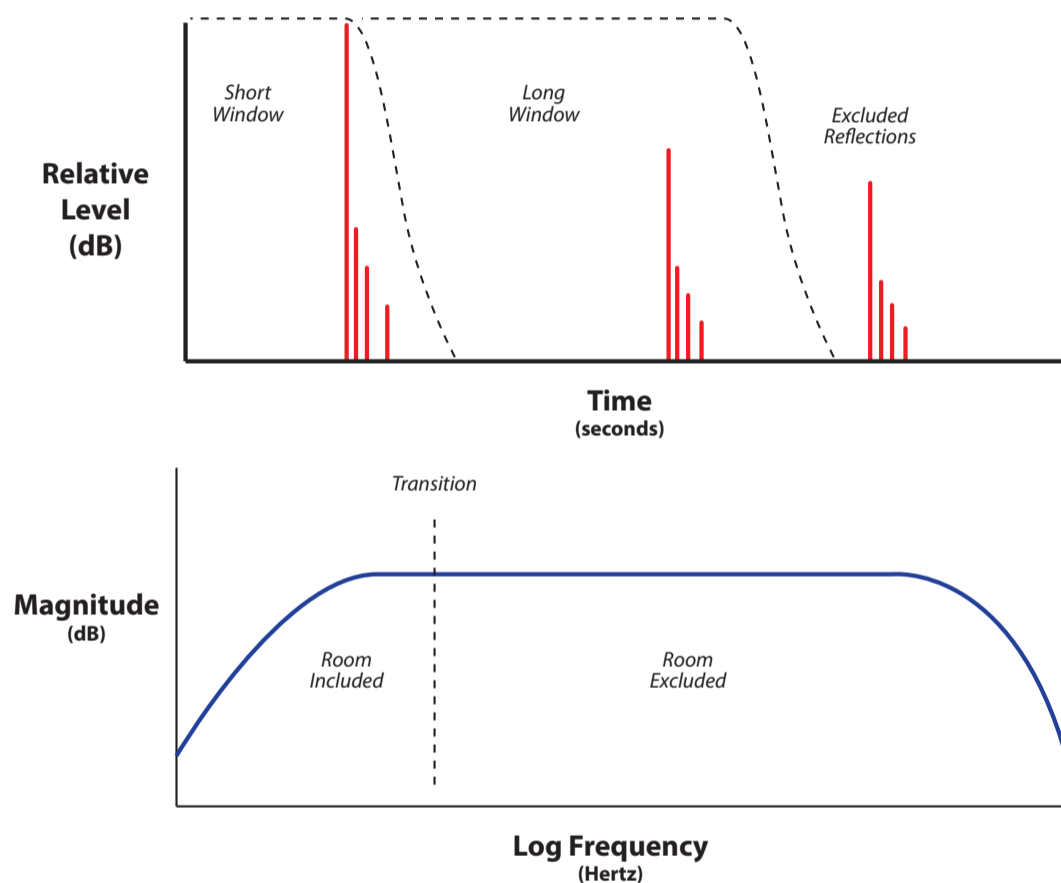 Short
Window
Long
Window
Excluded
Reflections
Relative
Level
(dB)
Time
(seconds)
Transition
Magnitude
(dB)
Room
Included
Room
Excluded
Log Frequency
(Hertz)